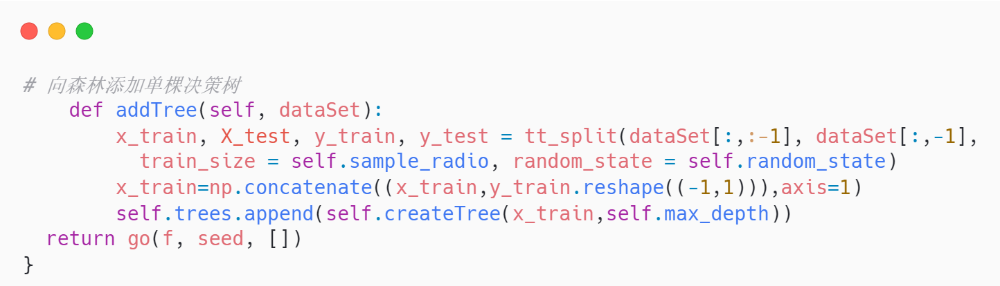 # 向森林添加单棵决策树
    def addTree(self, dataSet):
        x_train, X_test, y_train, y_test = tt_split(dataSet[:,:-1], dataSet[:,-1],
          train_size = self.sample_radio, random_state = self.random_state)
        x_train=np.concatenate((x_train,y_train.reshape((-1,1))),axis=1)
        self.trees.append(self.createTree(x_train,self.max_depth))
  return go(f, seed, [])
}